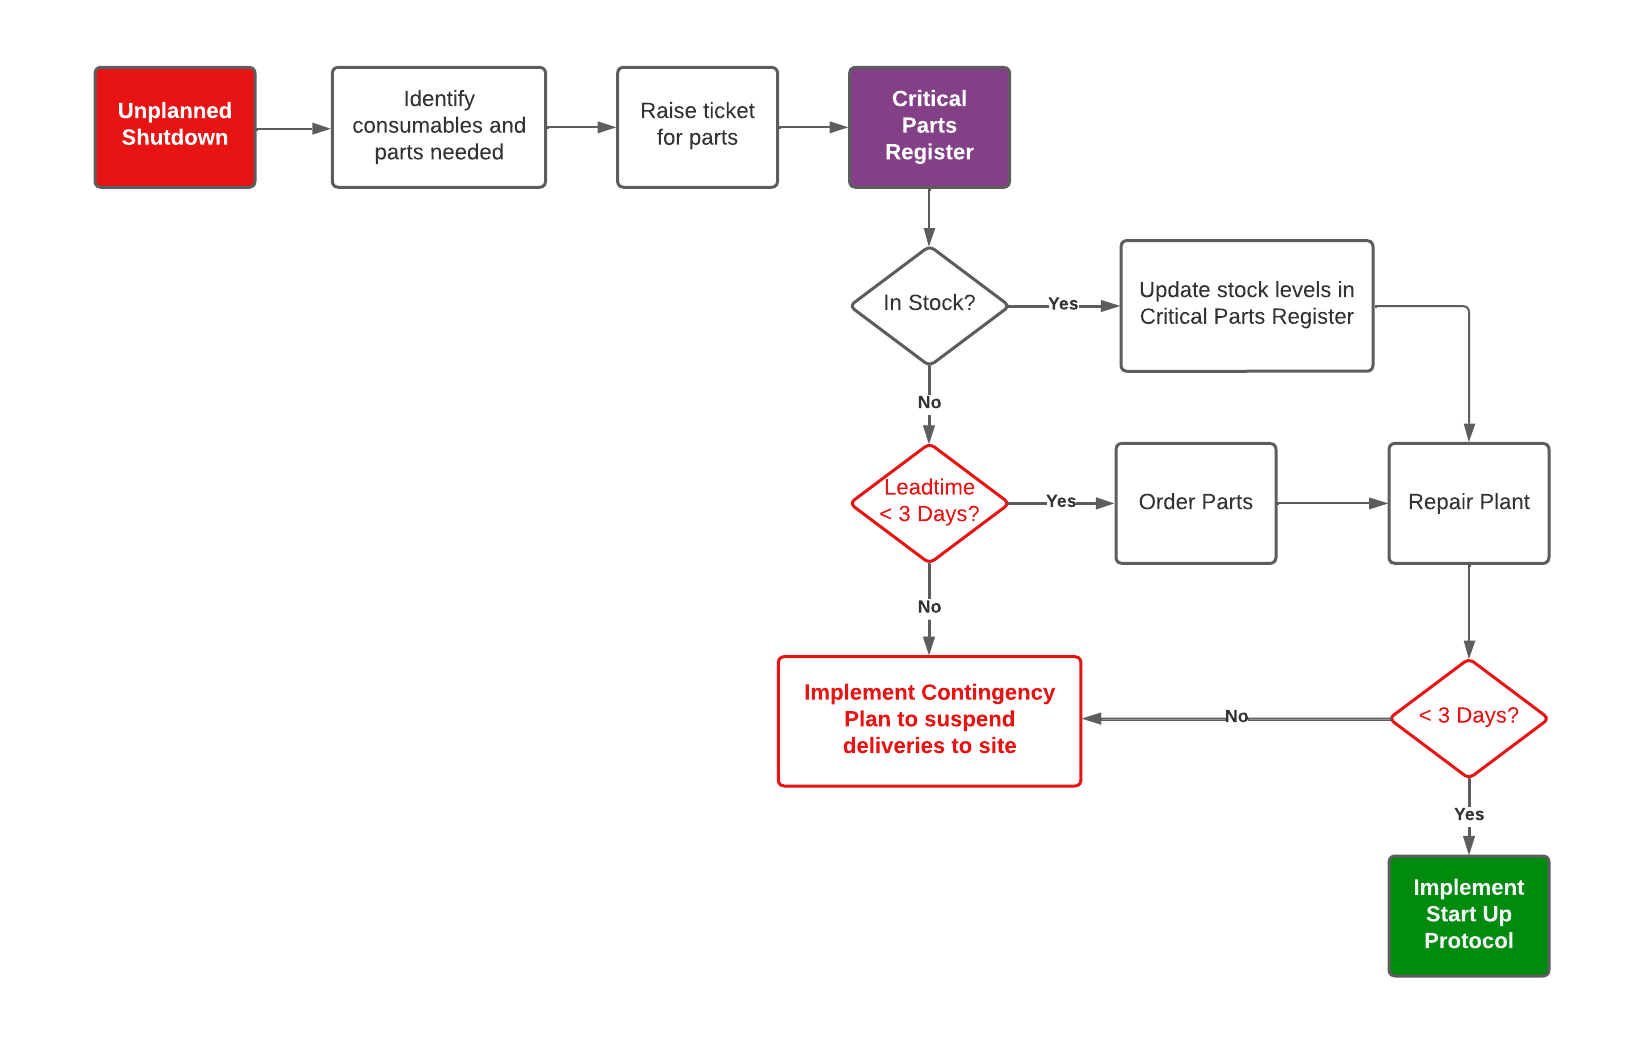 Unplanned
Shutdown
Identify
consumables and
parts needed
Raise ticket
for parts
Critical
Parts
Register
In Stock?
Yes
Update stock levels in
Critical Parts Register
No
Leadtime
< 3 Days?
Yes
Order Parts
Repair Plant
No
Implement Contingency
Plan to suspend
deliveries to site
No
< 3 Days?
Yes
Implement
Start Up
Protocol